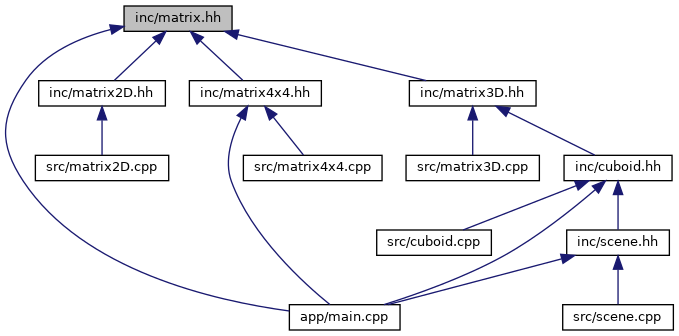 inc/matrix.hh
inc/matrix2D.hh
inc/matrix4x4.hh
inc/matrix3D.hh
src/matrix2D.cpp
src/matrix4x4.cpp
src/matrix3D.cpp
inc/cuboid.hh
src/cuboid.cpp
inc/scene.hh
app/main.cpp
src/scene.cpp